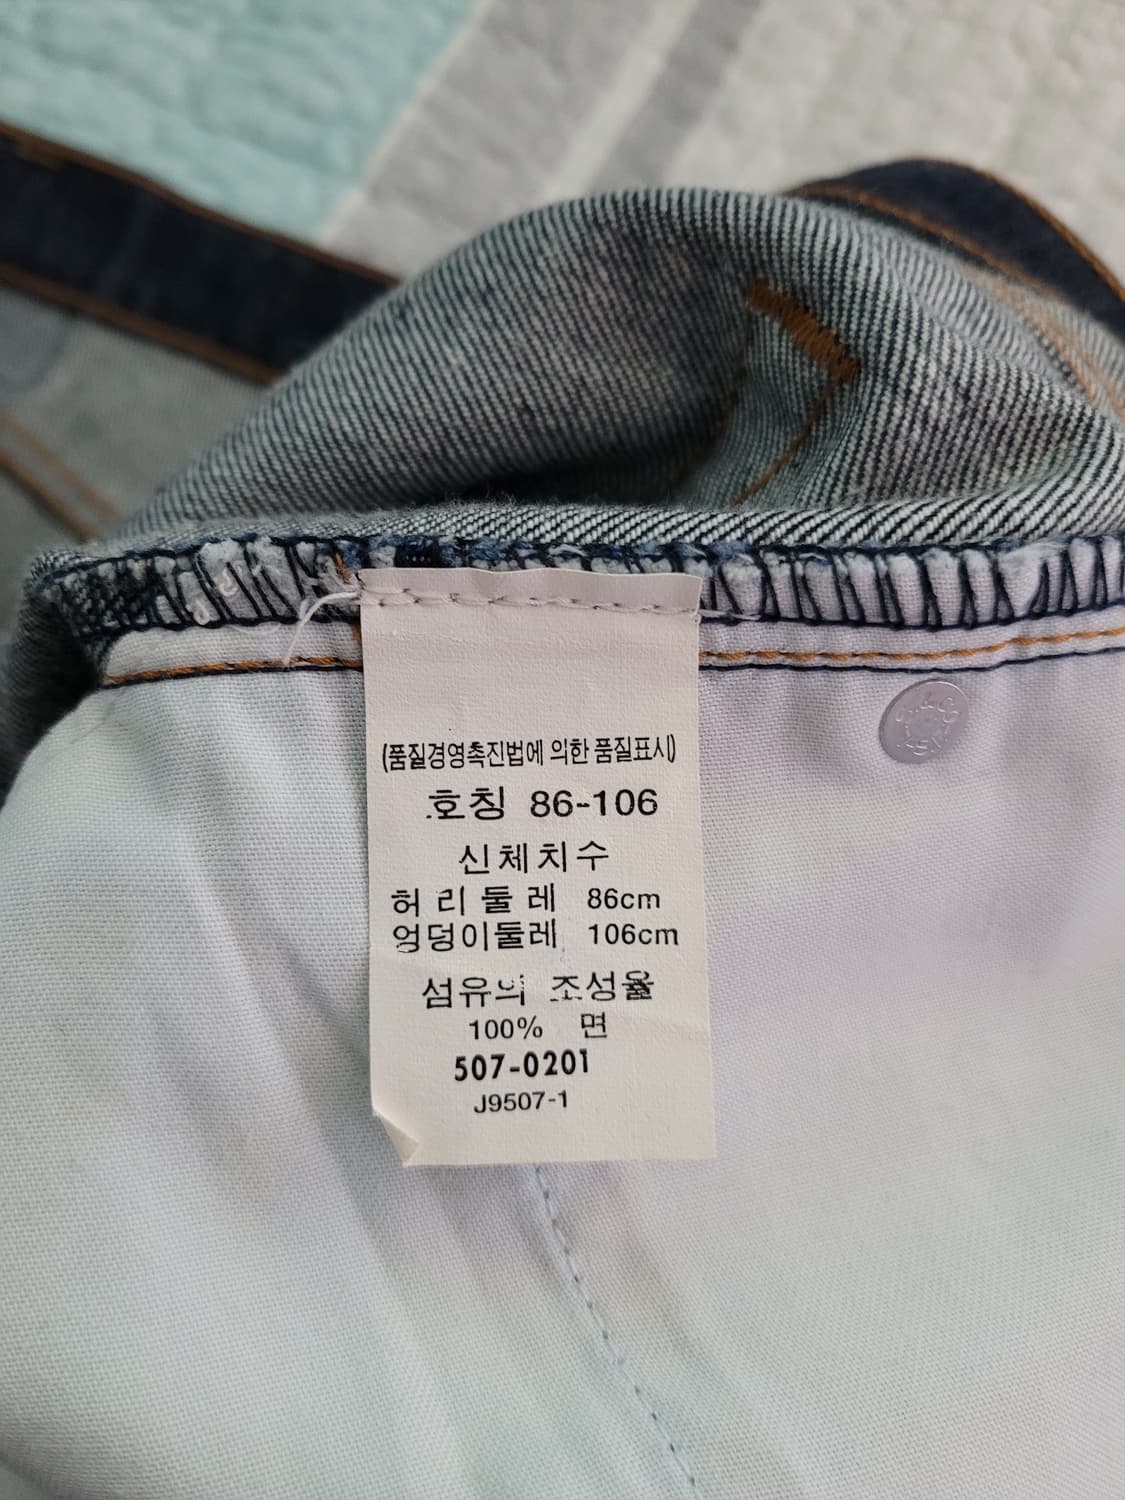 (품질경영촉진법에 의한 품질표시)
호칭 86-106
신체치수
허리둘레 86cm
엉덩이둘레 106cm
섬유의 조성율
100% 면
507-0201
J9507-1